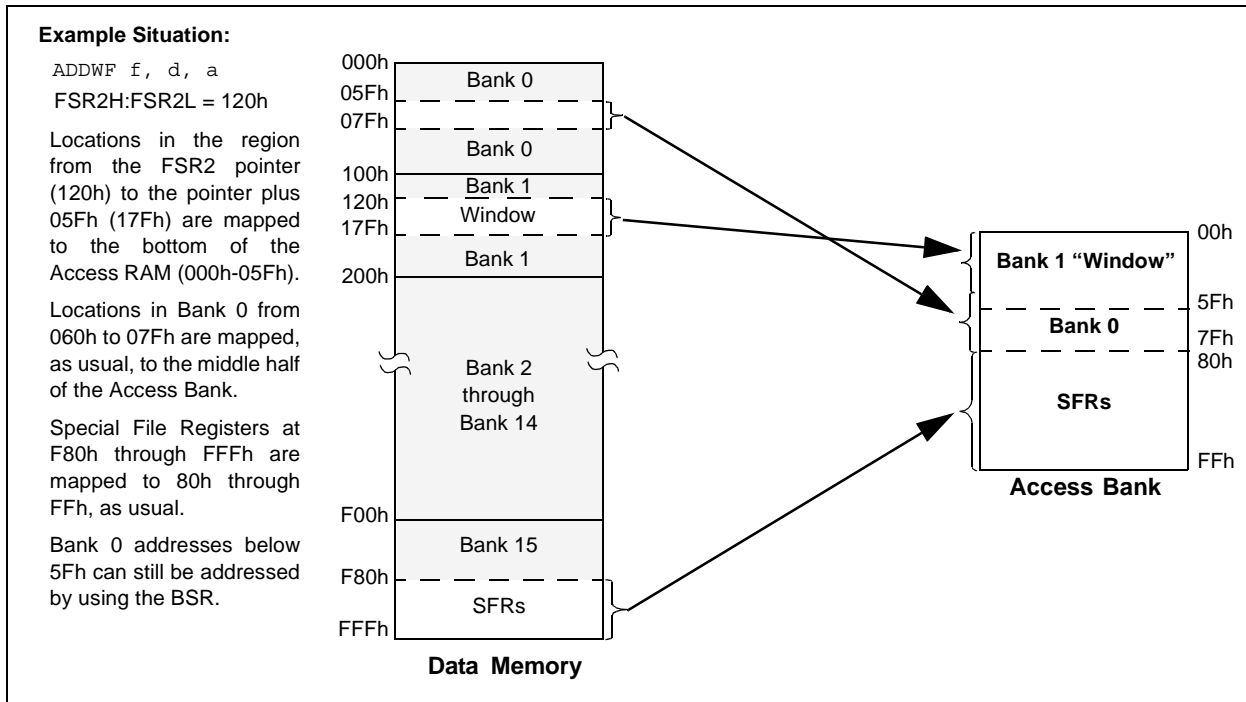 Example Situation:
ADDWF f, d, a
FSR2H:FSR2L = 120h
Locations in the region
from the FSR2 pointer
(120h) to the pointer plus
05Fh (17Fh) are mapped
to the bottom of the
Access RAM (000h-05Fh).
Locations in Bank 0 from
060h to 07Fh are mapped,
as usual, to the middle half
of the Access Bank.
Special File Registers at
F80h through FFFh are
mapped to 80h through
FFh, as usual.
Bank 0 addresses below
5Fh can still be addressed
by using the BSR.
000h
Bank 0
05Fh
07Fh
Bank 0
100h
Bank 1
120h
Window
17Fh
Bank 1
200h
Bank 2
through
Bank 14
F00h
Bank 15
F80h
SFRs
FFFh
Data Memory
00h
Bank 1 “Window”
5Fh
Bank 0
7Fh
80h
SFRs
FFh
Access Bank